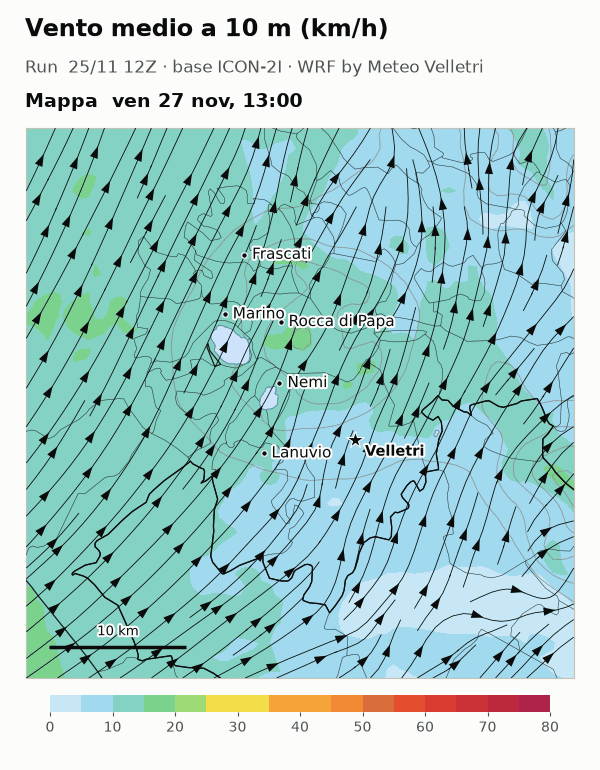 Vento medio a 10 m (km/h)
Run  25/11 12Z · base ICON-2I · WRF by Meteo Velletri
Mappa  ven 27 nov, 13:00
Frascati
Marino
Rocca di Papa
Nemi
Velletri
Lanuvio
10 km
0 10 20 30 40 50 60 70 80